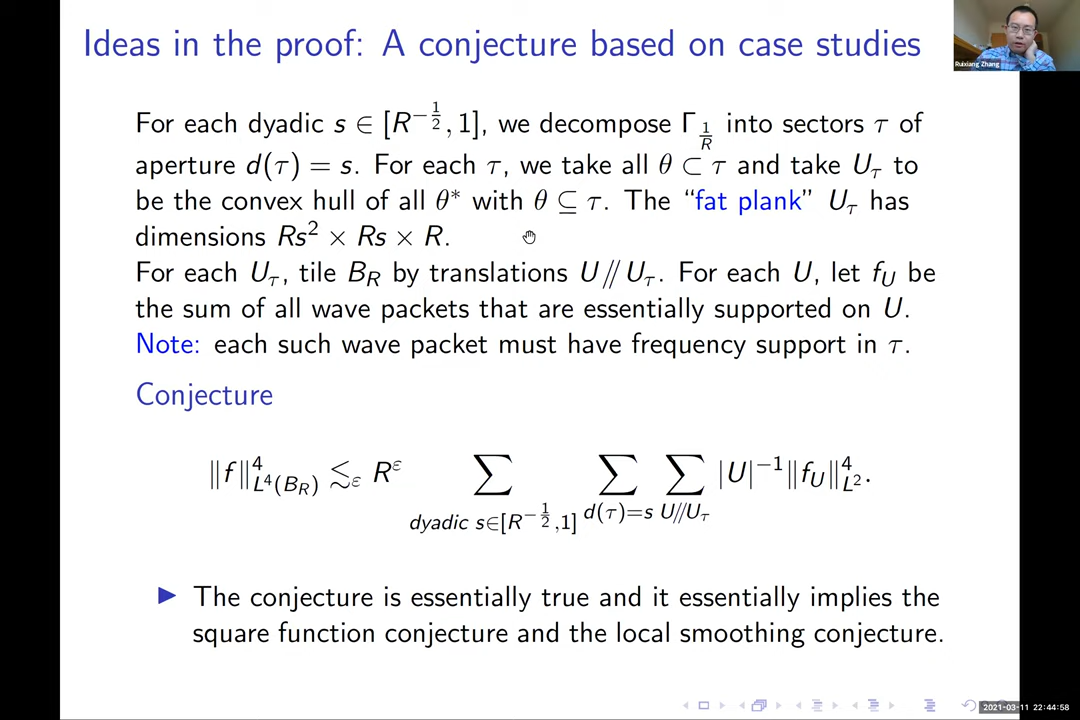 Ideas in the proof: A conjecture based on case studies
Ruixiang Zhang
For each dyadic s ∈ [R^{-1/2}, 1], we decompose Γ_{1/R} into sectors τ of
aperture d(τ) = s. For each τ, we take all θ ⊂ τ and take U_τ to
be the convex hull of all θ* with θ ⊆ τ. The “fat plank” U_τ has
dimensions Rs² × Rs × R.
For each U_τ, tile B_R by translations U // U_τ. For each U, let f_U be
the sum of all wave packets that are essentially supported on U.
Note: each such wave packet must have frequency support in τ.
Conjecture
‖f‖⁴_{L⁴(B_R)} ≲_ε R^ε ∑_{dyadic s∈[R^{-1/2},1]} ∑_{d(τ)=s} ∑_{U//U_τ} |U|^{-1}‖f_U‖⁴_{L²}.
▶ The conjecture is essentially true and it essentially implies the
square function conjecture and the local smoothing conjecture.
2021-03-11 22:44:58